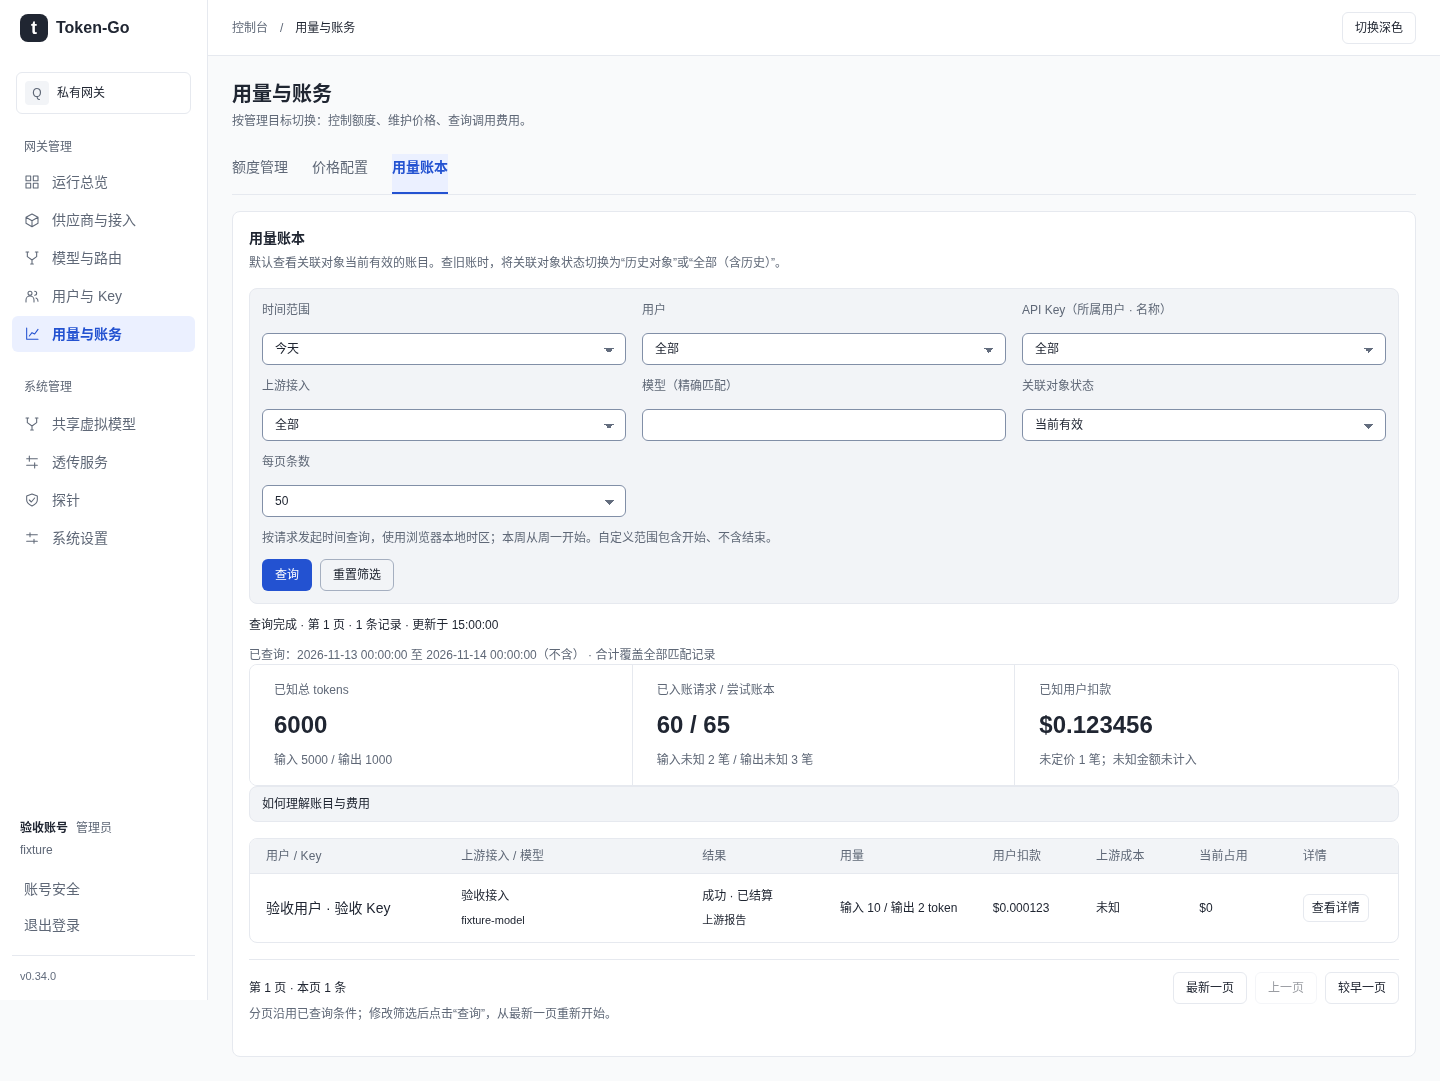 t Token-Go
控制台 / 用量与账务
切换深色
Q 私有网关
网关管理
运行总览
供应商与接入
模型与路由
用户与 Key
用量与账务
系统管理
共享虚拟模型
透传服务
探针
系统设置
验收账号 管理员
fixture
账号安全
退出登录
v0.34.0
用量与账务
按管理目标切换：控制额度、维护价格、查询调用费用。
额度管理 价格配置 用量账本
用量账本
默认查看关联对象当前有效的账目。查旧账时，将关联对象状态切换为“历史对象”或“全部（含历史）”。
时间范围 用户 API Key（所属用户 · 名称）
今天 全部 全部
上游接入 模型（精确匹配） 关联对象状态
全部 当前有效
每页条数
50
按请求发起时间查询，使用浏览器本地时区；本周从周一开始。自定义范围包含开始、不含结束。
查询 重置筛选
查询完成 · 第 1 页 · 1 条记录 · 更新于 15:00:00
已查询：2026-11-13 00:00:00 至 2026-11-14 00:00:00（不含） · 合计覆盖全部匹配记录
已知总 tokens 已入账请求 / 尝试账本 已知用户扣款
6000 60 / 65 $0.123456
输入 5000 / 输出 1000 输入未知 2 笔 / 输出未知 3 笔 未定价 1 笔；未知金额未计入
如何理解账目与费用
用户 / Key 上游接入 / 模型 结果 用量 用户扣款 上游成本 当前占用 详情
验收用户 · 验收 Key 验收接入 成功 · 已结算 输入 10 / 输出 2 token $0.000123 未知 $0 查看详情
fixture-model 上游报告
第 1 页 · 本页 1 条
最新一页 上一页 较早一页
分页沿用已查询条件；修改筛选后点击“查询”，从最新一页重新开始。